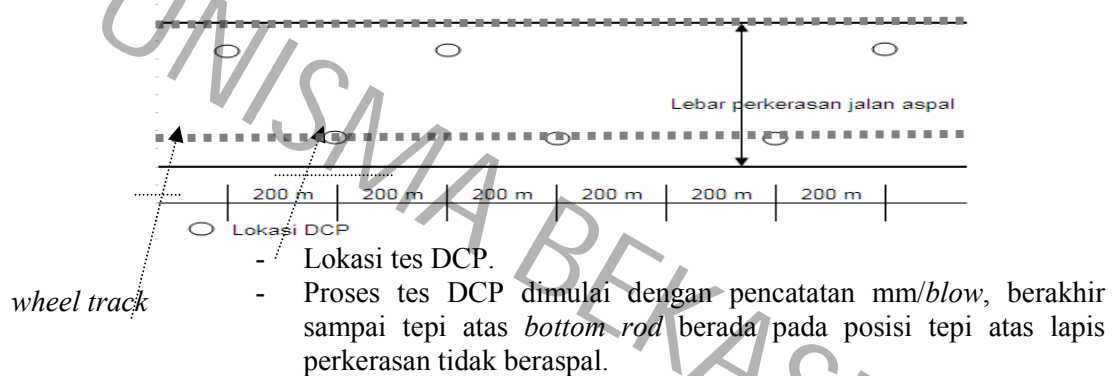 UNISMA BEKASI
Lebar perkerasan jalan aspal
200 m 200 m 200 m 200 m 200 m 200 m
Lokasi DCP
- Lokasi tes DCP.
wheel track
- Proses tes DCP dimulai dengan pencatatan mm/blow, berakhir
sampai tepi atas bottom rod berada pada posisi tepi atas lapis
perkerasan tidak beraspal.